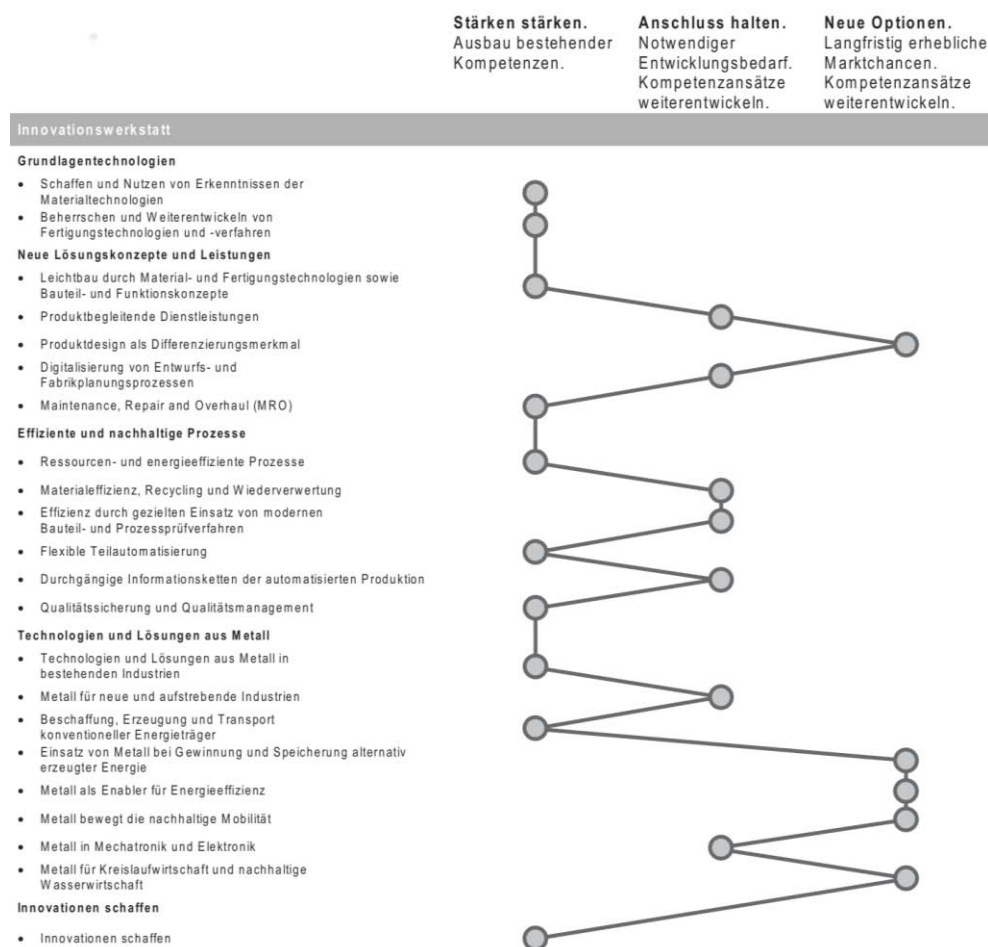 Stärken stärken.
Ausbau bestehender
Kompetenzen.
Anschluss halten.
Notwendiger
Entwicklungsbedarf.
Kompetenzansätze
weiterentwickeln.
Neue Optionen.
Langfristig erhebliche
Marktchancen.
Kompetenzansätze
weiterentwickeln.
Innovationswerkstatt
Grundlagentechnologien
• Schaffen und Nutzen von Erkenntnissen der
Materialtechnologien
• Beherrschen und Weiterentwickeln von
Fertigungstechnologien und -verfahren
Neue Lösungskonzepte und Leistungen
• Leichtbau durch Material- und Fertigungstechnologien sowie
Bauteil- und Funktionskonzepte
• Produktbegleitende Dienstleistungen
• Produktdesign als Differenzierungsmerkmal
• Digitalisierung von Entwurfs- und
Fabrikplanungsprozessen
• Maintenance, Repair and Overhaul (MRO)
Effiziente und nachhaltige Prozesse
• Ressourcen- und energieeffiziente Prozesse
• Materialeffizienz, Recycling und Wiederverwertung
• Effizienz durch gezielten Einsatz von modernen
Bauteil- und Prozessprüfverfahren
• Flexible Teilautomatisierung
• Durchgängige Informationsketten der automatisierten Produktion
• Qualitätssicherung und Qualitätsmanagement
Technologien und Lösungen aus Metall
• Technologien und Lösungen aus Metall in
bestehenden Industrien
• Metall für neue und aufstrebende Industrien
• Beschaffung, Erzeugung und Transport
konventioneller Energieträger
• Einsatz von Metall bei Gewinnung und Speicherung alternativ
erzeugter Energie
• Metall als Enabler für Energieeffizienz
• Metall bewegt die nachhaltige Mobilität
• Metall in Mechatronik und Elektronik
• Metall für Kreislaufwirtschaft und nachhaltige
Wasserwirtschaft
Innovationen schaffen
• Innovationen schaffen